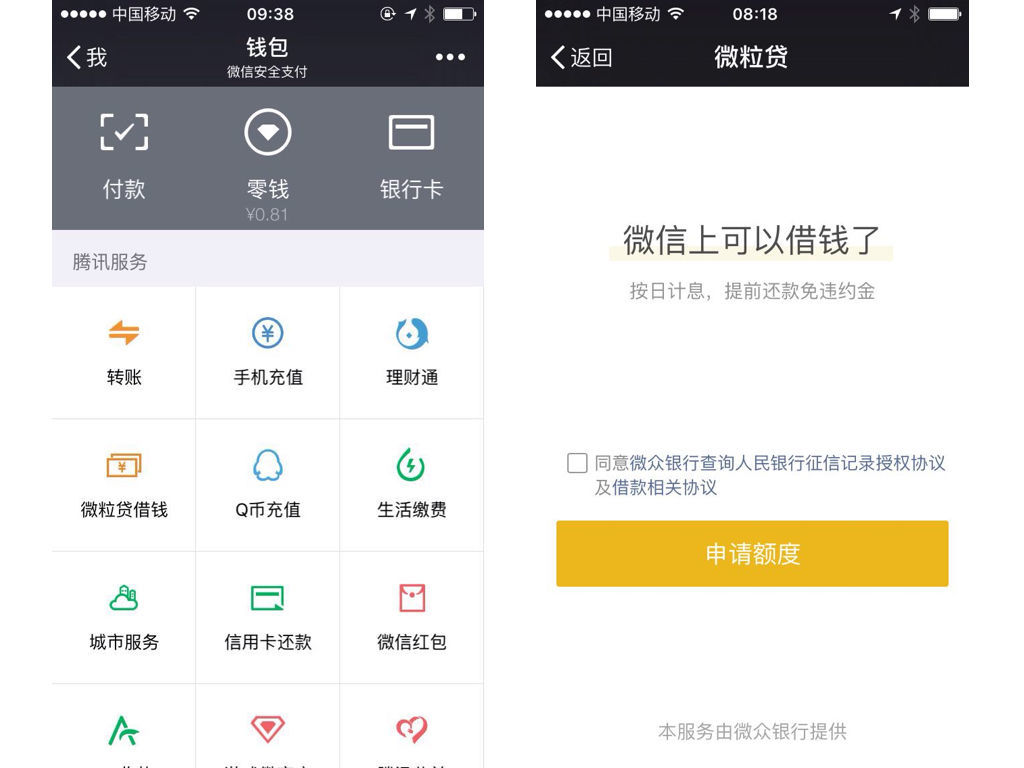 中国移动
09:38
我
钱包
微信安全支付
付款
零钱
银行卡
¥0.81
腾讯服务
转账
手机充值
理财通
微粒贷借钱
Q币充值
生活缴费
城市服务
信用卡还款
微信红包
中国移动
08:18
返回
微粒贷
微信上可以借钱了
按日计息，提前还款免违约金
同意微众银行查询人民银行征信记录授权协议
及借款相关协议
申请额度
本服务由微众银行提供